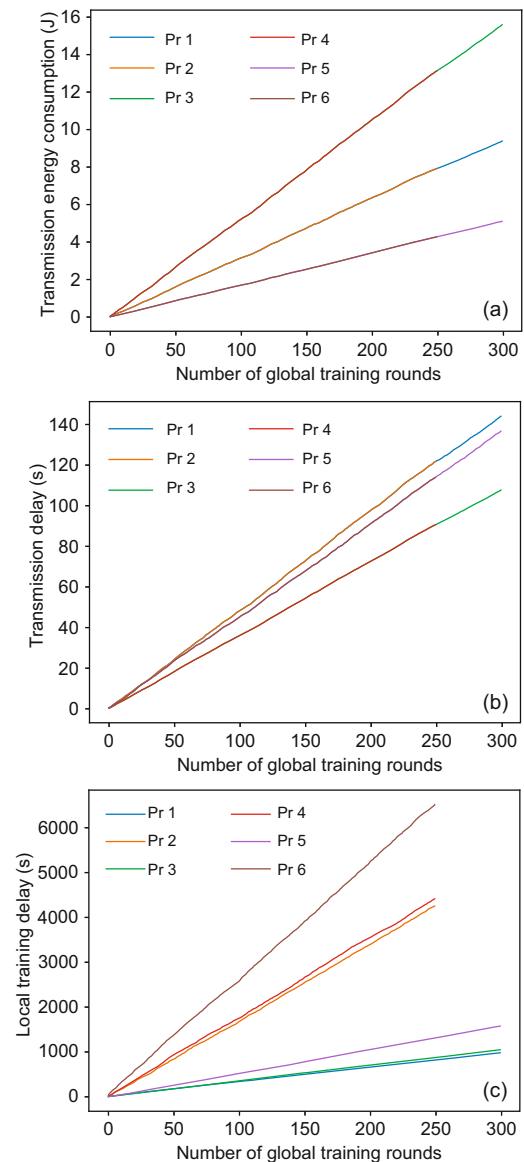 Transmission energy consumption (J)
16
14
12
10
8
6
4
2
0
Pr 1
Pr 2
Pr 3
Pr 4
Pr 5
Pr 6
(a)
0
50
100
150
200
250
300
Number of global training rounds
Transmission delay (s)
140
120
100
80
60
40
20
0
Pr 1
Pr 2
Pr 3
Pr 4
Pr 5
Pr 6
(b)
0
50
100
150
200
250
300
Number of global training rounds
Local training delay (s)
6000
5000
4000
3000
2000
1000
0
Pr 1
Pr 2
Pr 3
Pr 4
Pr 5
Pr 6
(c)
0
50
100
150
200
250
300
Number of global training rounds